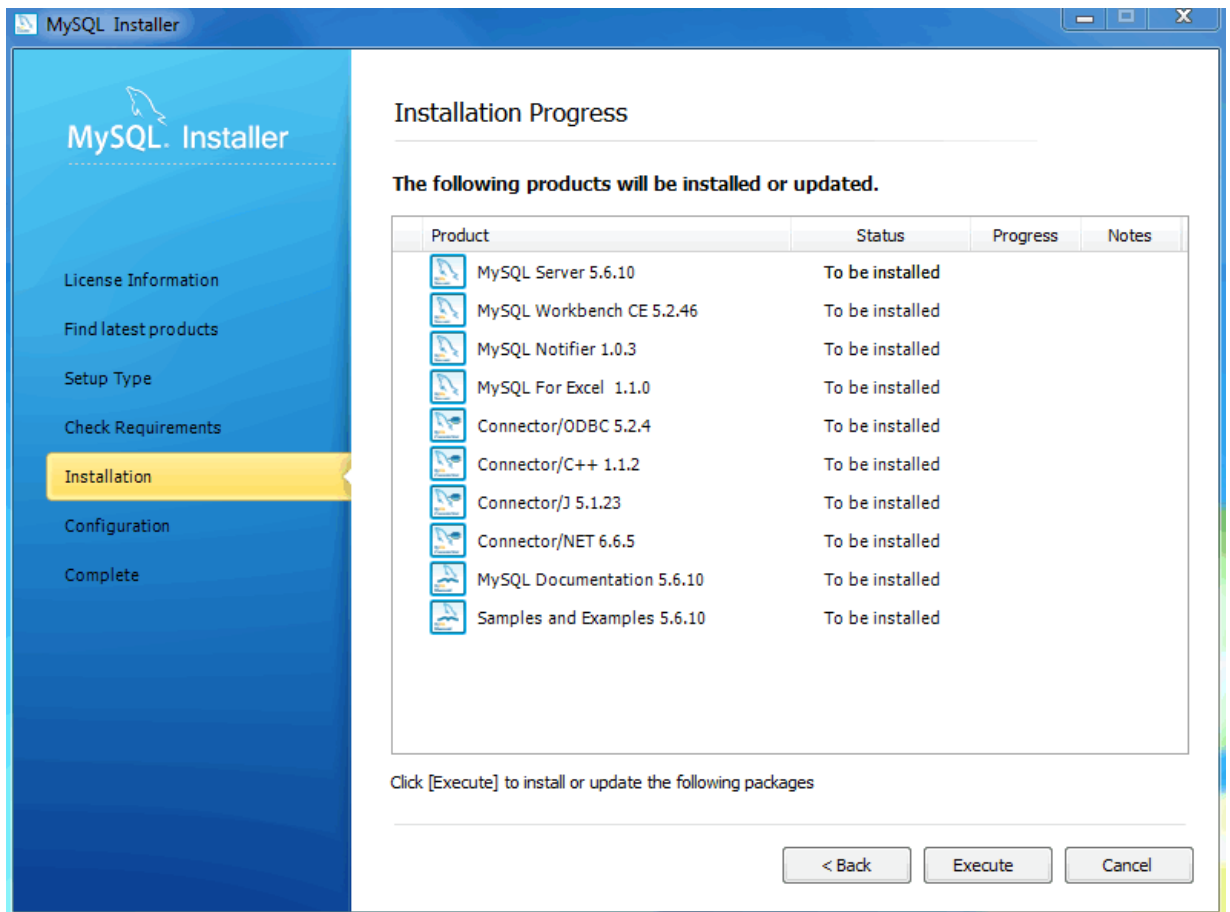 MySQL Installer
MySQL. Installer
License Information
Find latest products
Setup Type
Check Requirements
Installation
Configuration
Complete
Installation Progress
The following products will be installed or updated.
Product Status Progress Notes
MySQL Server 5.6.10 To be installed
MySQL Workbench CE 5.2.46 To be installed
MySQL Notifier 1.0.3 To be installed
MySQL For Excel 1.1.0 To be installed
Connector/ODBC 5.2.4 To be installed
Connector/C++ 1.1.2 To be installed
Connector/J 5.1.23 To be installed
Connector/NET 6.6.5 To be installed
MySQL Documentation 5.6.10 To be installed
Samples and Examples 5.6.10 To be installed
Click [Execute] to install or update the following packages
< Back Execute Cancel